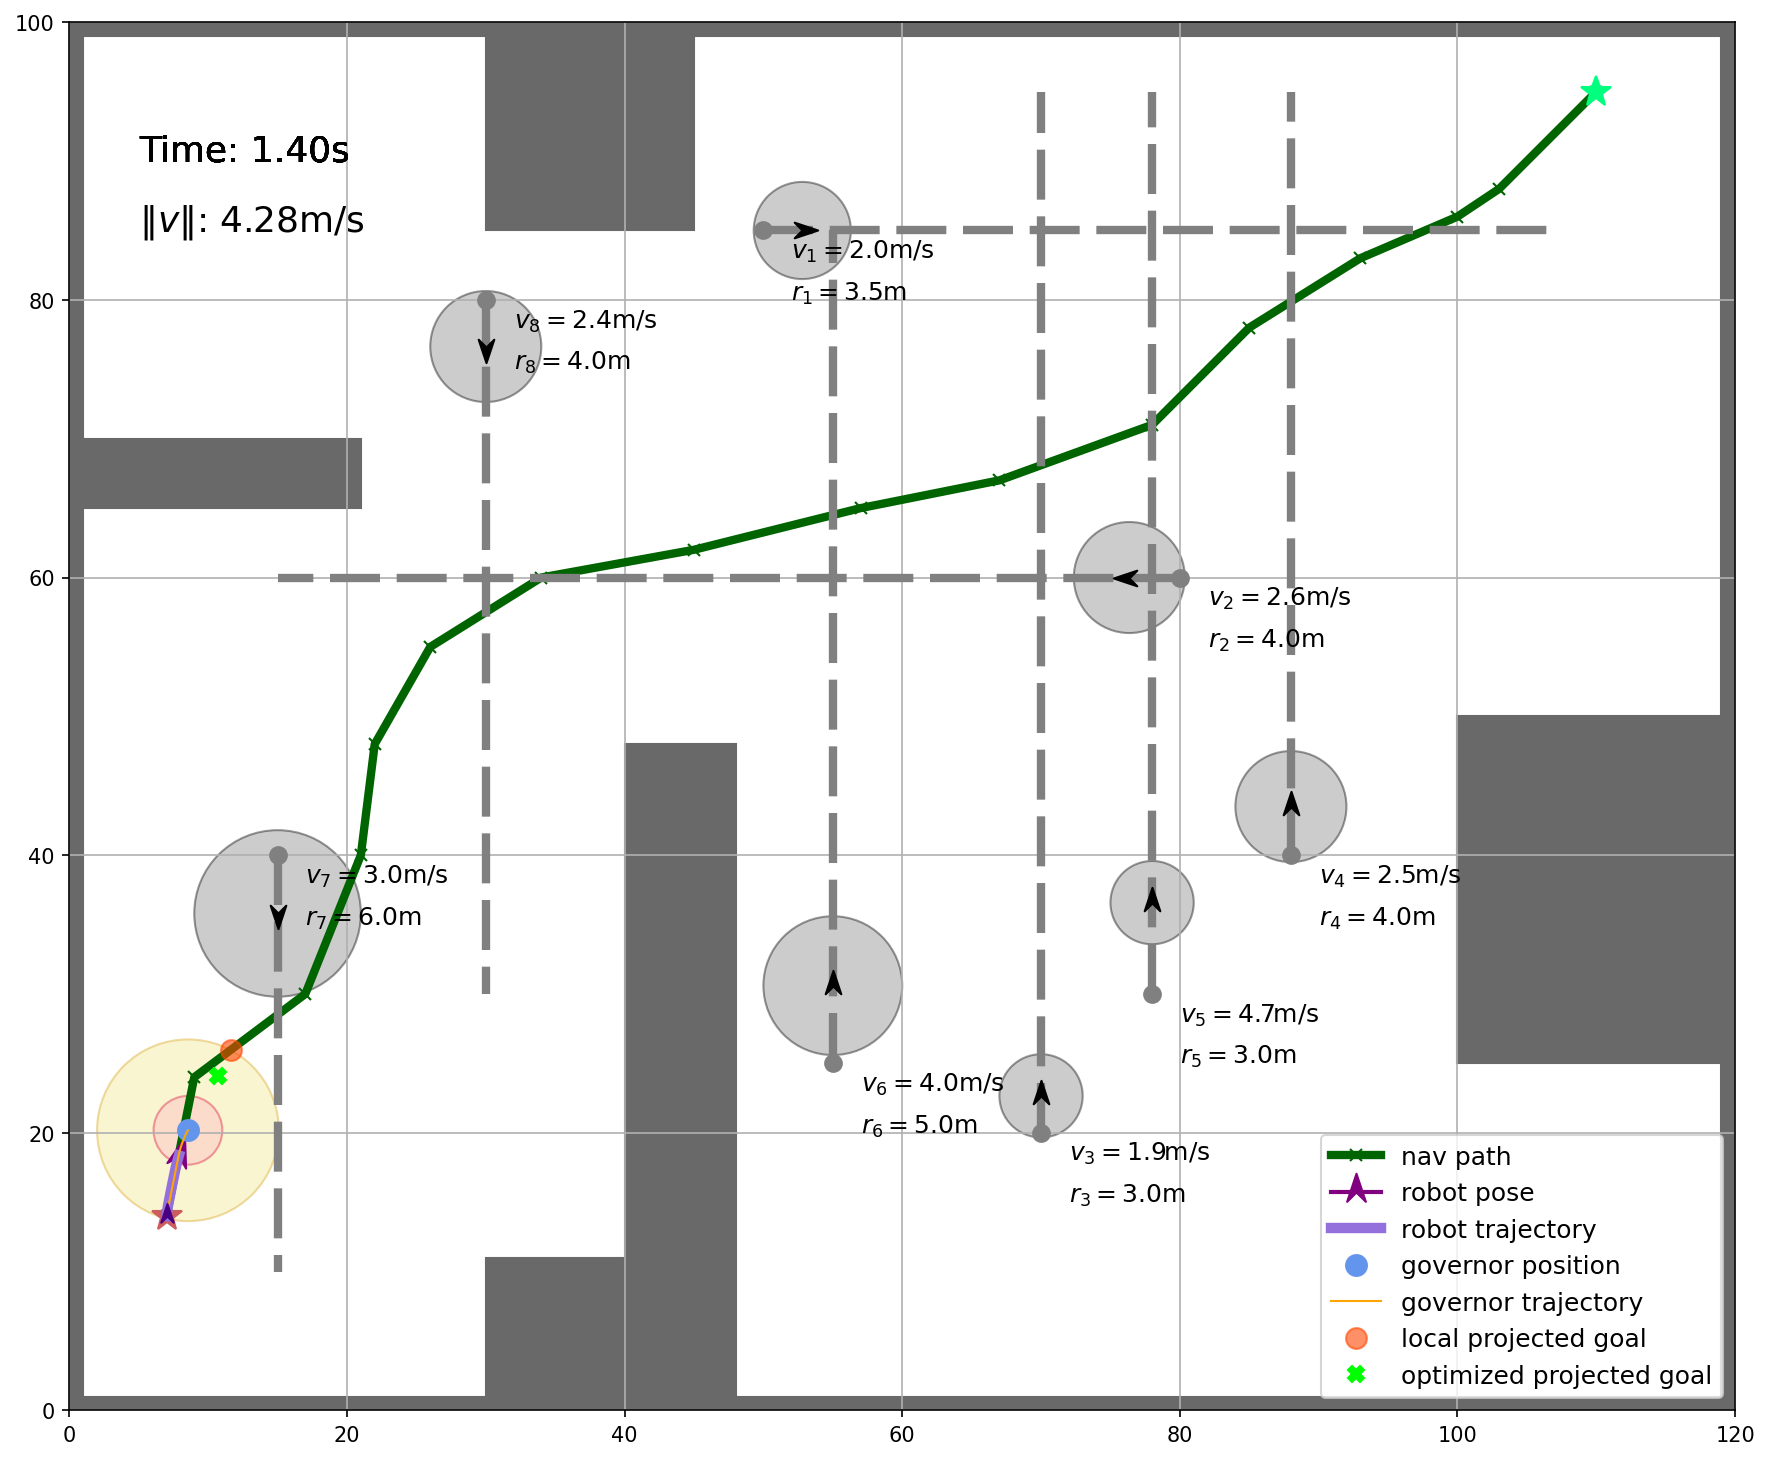 100
80
60
40
20
0
0 20 40 60 80 100 120
Time: 1.40s
‖v‖: 4.28m/s
v₁ = 2.0m/s
r₁ = 3.5m
v₈ = 2.4m/s
r₈ = 4.0m
v₂ = 2.6m/s
r₂ = 4.0m
v₇ = 3.0m/s
r₇ = 6.0m
v₄ = 2.5m/s
r₄ = 4.0m
v₅ = 4.7m/s
r₅ = 3.0m
v₆ = 4.0m/s
r₆ = 5.0m
v₃ = 1.9m/s
r₃ = 3.0m
nav path
robot pose
robot trajectory
governor position
governor trajectory
local projected goal
optimized projected goal